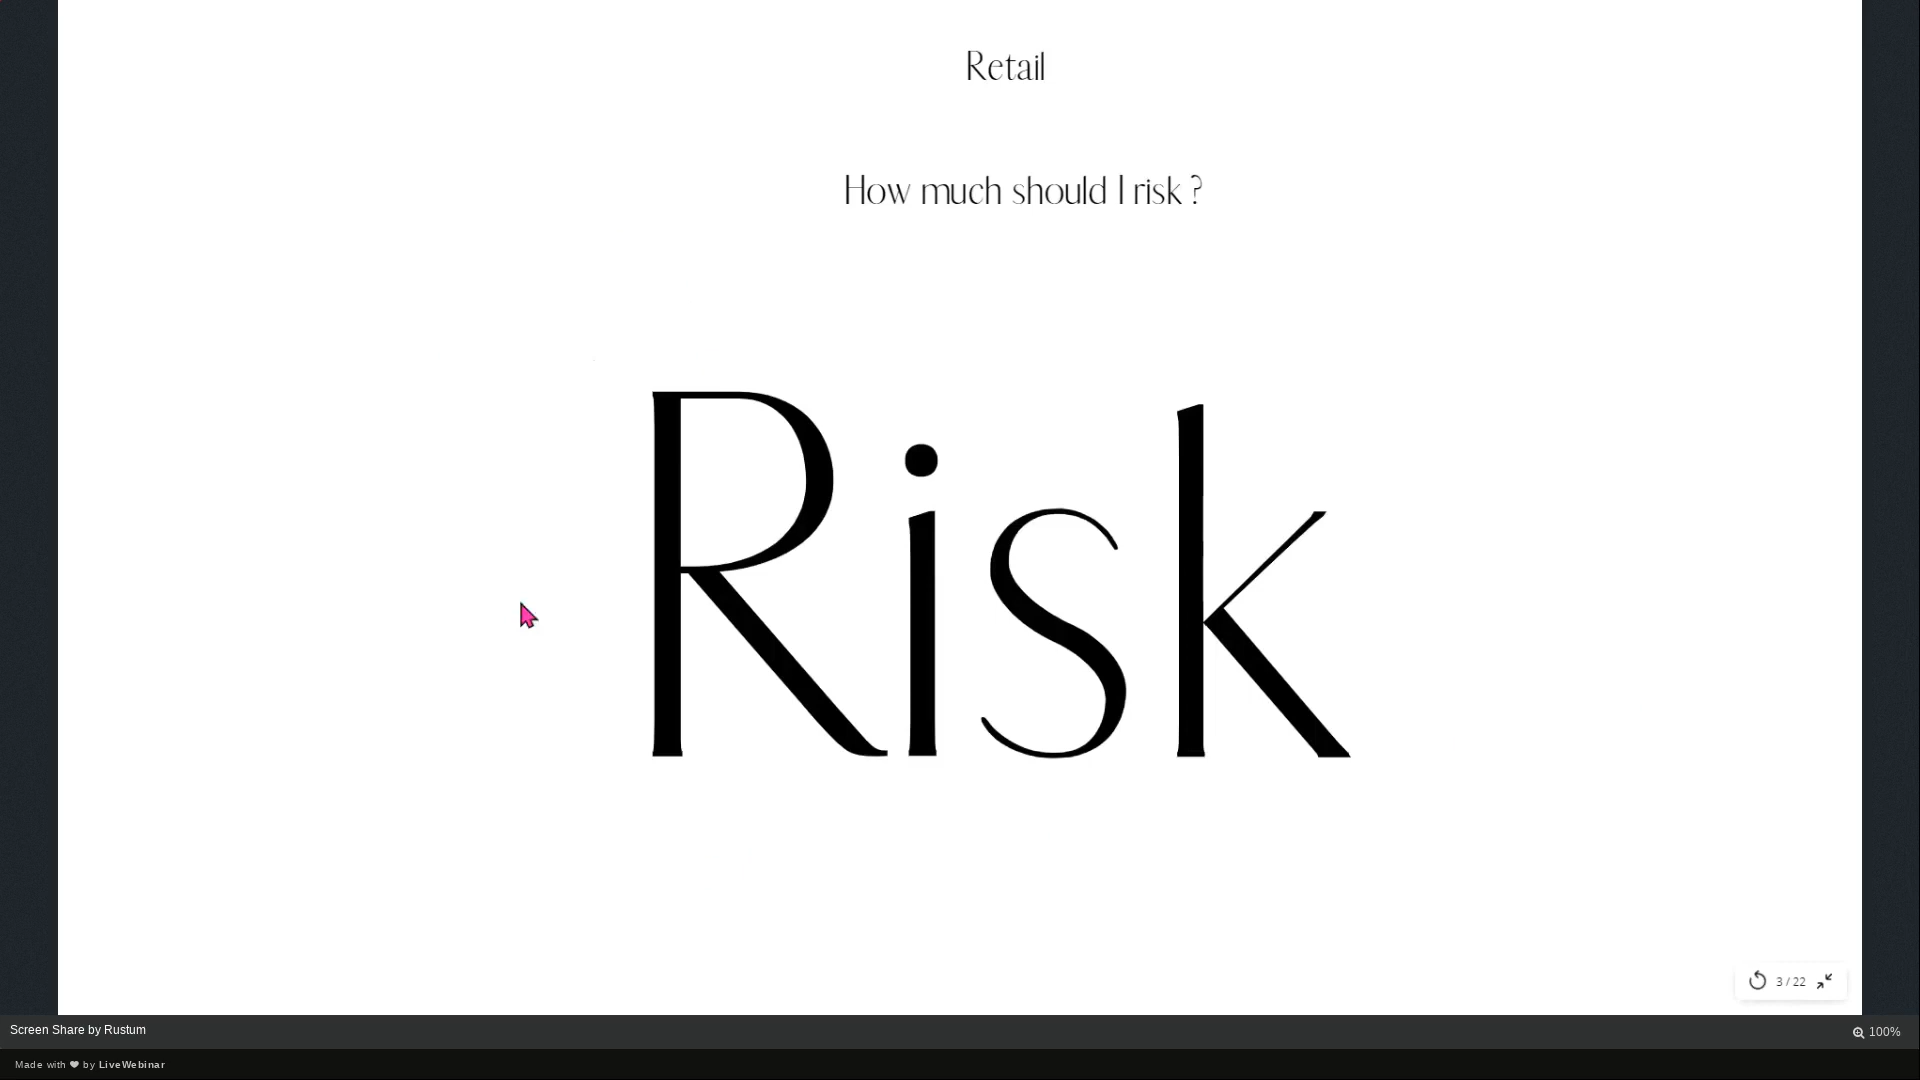 Retail
How much should I risk ?
Risk
3 / 22
Screen Share by Rustum
100%
Made with ❤ by LiveWebinar